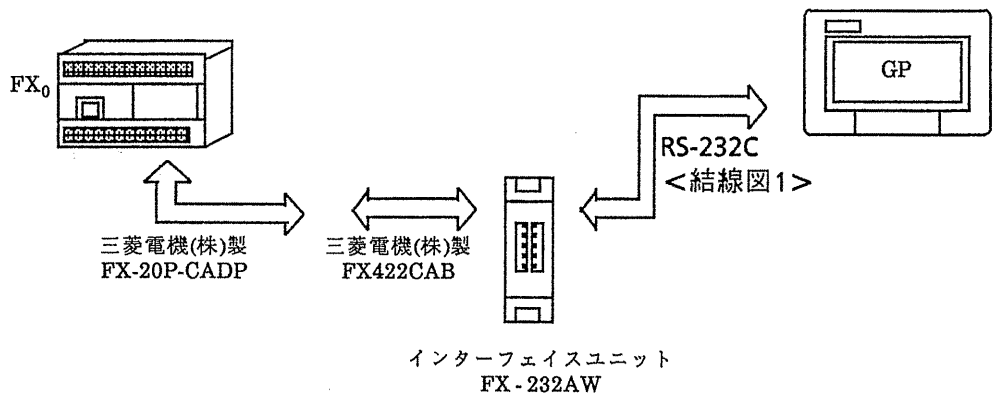 FX₀
GP
RS-232C
<結線図1>
三菱電機(株)製
FX-20P-CADP
三菱電機(株)製
FX422CAB
インターフェイスユニット
FX-232AW